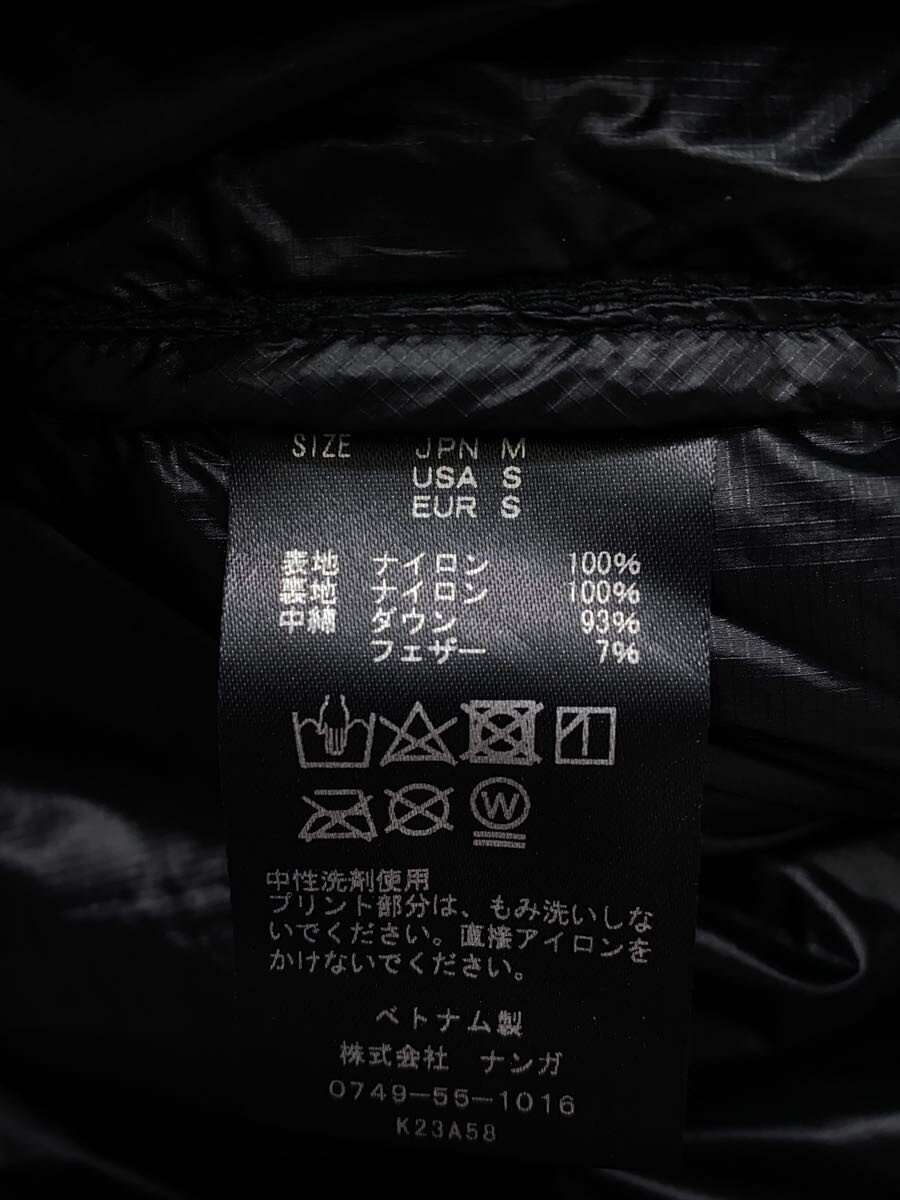 SIZE JPN M
USA S
EUR S
表地 ナイロン 100%
裏地 ナイロン 100%
中綿 ダウン 93%
フェザー 7%
W
中性洗剤使用
プリント部分は、もみ洗いしな
いでください。直接アイロンを
かけないでください。
ベトナム製
株式会社 ナンガ
0749-55-1016
K23A58